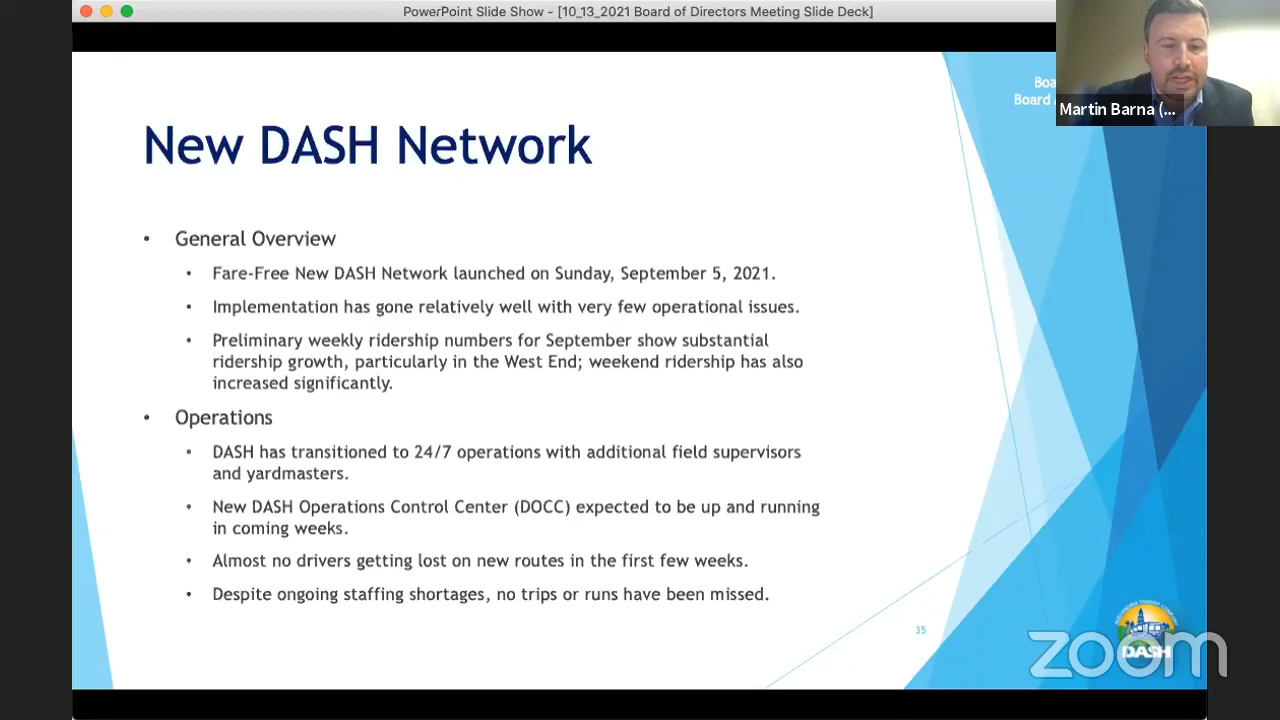 PowerPoint Slide Show - [10_13_2021 Board of Directors Meeting Slide Deck]
Martin Barna (...
New DASH Network
• General Overview
• Fare-Free New DASH Network launched on Sunday, September 5, 2021.
• Implementation has gone relatively well with very few operational issues.
• Preliminary weekly ridership numbers for September show substantial
ridership growth, particularly in the West End; weekend ridership has also
increased significantly.
• Operations
• DASH has transitioned to 24/7 operations with additional field supervisors
and yardmasters.
• New DASH Operations Control Center (DOCC) expected to be up and running
in coming weeks.
• Almost no drivers getting lost on new routes in the first few weeks.
• Despite ongoing staffing shortages, no trips or runs have been missed.
35
DASH
zoom